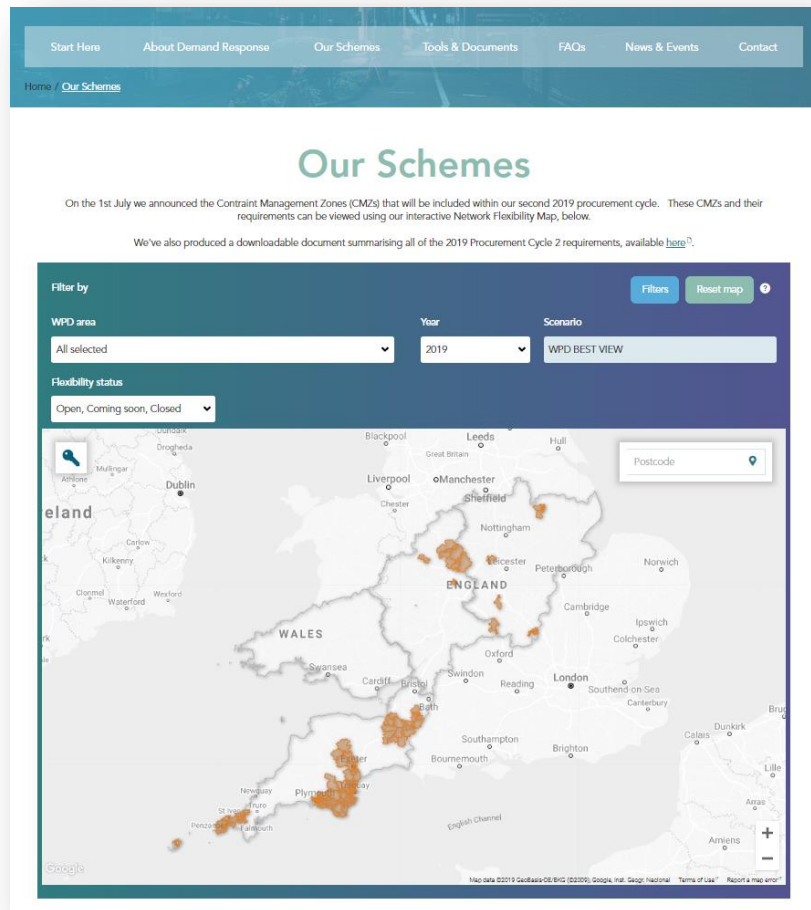 Start Here About Demand Response Our Schemes Tools & Documents FAQs News & Events Contact
Home / Our Schemes
Our Schemes
On the 1st July we announced the Contraint Management Zones (CMZs) that will be included within our second 2019 procurement cycle. These CMZs and their
requirements can be viewed using our interactive Network Flexibility Map, below.
We've also produced a downloadable document summarising all of the 2019 Procurement Cycle 2 requirements, available here.
Filter by Filters Reset map ?
WPD area Year Scenario
All selected 2019 WPD BEST VIEW
Flexibility status
Open, Coming soon, Closed
Dundalk
Blackpool Leeds Hull
Drogheda
Great Britain
Postcode
Mullingar
Athlone Dublin Liverpool Manchester
Sheffield
Chester
eland
Nottingham
Carlow
Kilkenny Leicester Peterborough Norwich
ENGLAND
Clonmel Wexford
Waterford Cambridge
Ipswich
WALES Colchester
Oxford
Swansea Swindon London
Cardiff Bristol Reading Southend-on-Sea
Bath Canterbury
Brug
Dunkirk
Southampton Calais
Brighton
Exeter Bournemouth
Lille
Newquay Plymouth Torquay
Arras
St Ives Truro
Penzance Falmouth English Channel
+
Amiens
−
Google
Map data ©2019 GeoBasis-DE/BKG (©2009), Google, Inst. Geogr. Nacional Terms of Use Report a map error